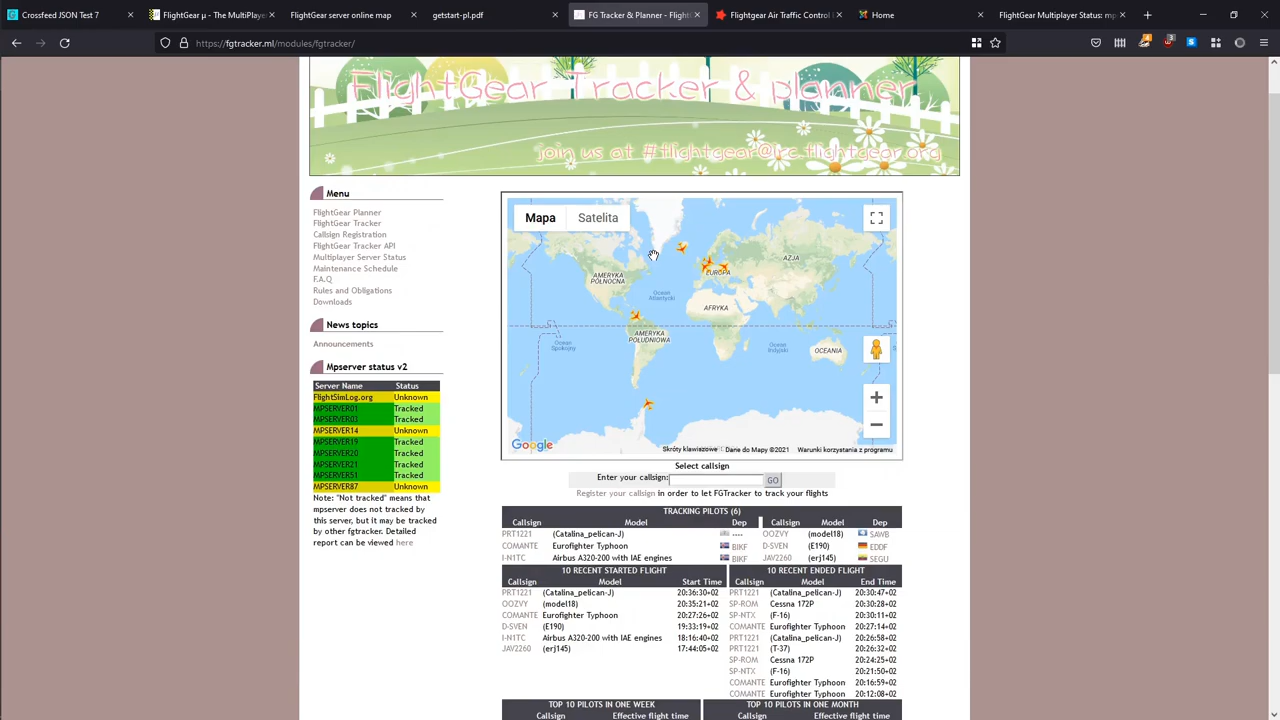 Crossfeed JSON Test 7
FlightGear μ - The MultiPlaye
FlightGear server online map
getstart-pl.pdf
FG Tracker & Planner - Flight
Flightgear Air Traffic Control
Home
FlightGear Multiplayer Status: mp
https://fgtracker.ml/modules/fgtracker/
FlightGear Tracker & planner
join us at #flightgear@irc.flightgear.org
Menu
FlightGear Planner
FlightGear Tracker
Callsign Registration
FlightGear Tracker API
Multiplayer Server Status
Maintenance Schedule
F.A.Q
Rules and Obligations
Downloads
News topics
Announcements
Mpserver status v2
Server Name Status
FlightSimLog.org Unknown
MPSERVER01 Tracked
MPSERVER03 Tracked
MPSERVER14 Unknown
MPSERVER19 Tracked
MPSERVER20 Tracked
MPSERVER21 Tracked
MPSERVER51 Tracked
MPSERVER87 Unknown
Note: "Not tracked" means that
mpserver does not tracked by
this server, but it may be tracked
by other fgtracker. Detailed
report can be viewed here
Mapa Satelita
AMERYKA
PÓŁNOCNA
Ocean
Atlantycki
EUROPA
AZJA
AFRYKA
AMERYKA
POŁUDNIOWA
Ocean
Spokojny
Ocean
Indyjski
OCEANIA
Google
Skróty klawiszowe Dane do Mapy ©2021 Warunki korzystania z programu
Select callsign
Enter your callsign: GO
Register your callsign in order to let FGTracker to track your flights
TRACKING PILOTS (6)
Callsign Model Dep Callsign Model Dep
PRT1221 (Catalina_pelican-J) ---- OOZVY (model18) SAWB
COMANTE Eurofighter Typhoon BIKF D-SVEN (E190) EDDF
I-N1TC Airbus A320-200 with IAE engines BIKF JAV2260 (erj145) SEGU
10 RECENT STARTED FLIGHT
Callsign Model Start Time
PRT1221 (Catalina_pelican-J) 20:36:30+02
OOZVY (model18) 20:35:21+02
COMANTE Eurofighter Typhoon 20:27:26+02
D-SVEN (E190) 19:33:19+02
I-N1TC Airbus A320-200 with IAE engines 18:16:40+02
JAV2260 (erj145) 17:44:05+02
10 RECENT ENDED FLIGHT
Callsign Model End Time
PRT1221 (Catalina_pelican-J) 20:30:47+02
SP-ROM Cessna 172P 20:30:28+02
SP-NTX (F-16) 20:30:11+02
COMANTE Eurofighter Typhoon 20:27:14+02
PRT1221 (Catalina_pelican-J) 20:26:58+02
PRT1221 (T-37) 20:26:32+02
SP-ROM Cessna 172P 20:24:25+02
SP-NTX (F-16) 20:21:50+02
COMANTE Eurofighter Typhoon 20:16:59+02
COMANTE Eurofighter Typhoon 20:12:08+02
TOP 10 PILOTS IN ONE WEEK
Callsign Effective flight time
TOP 10 PILOTS IN ONE MONTH
Callsign Effective flight time